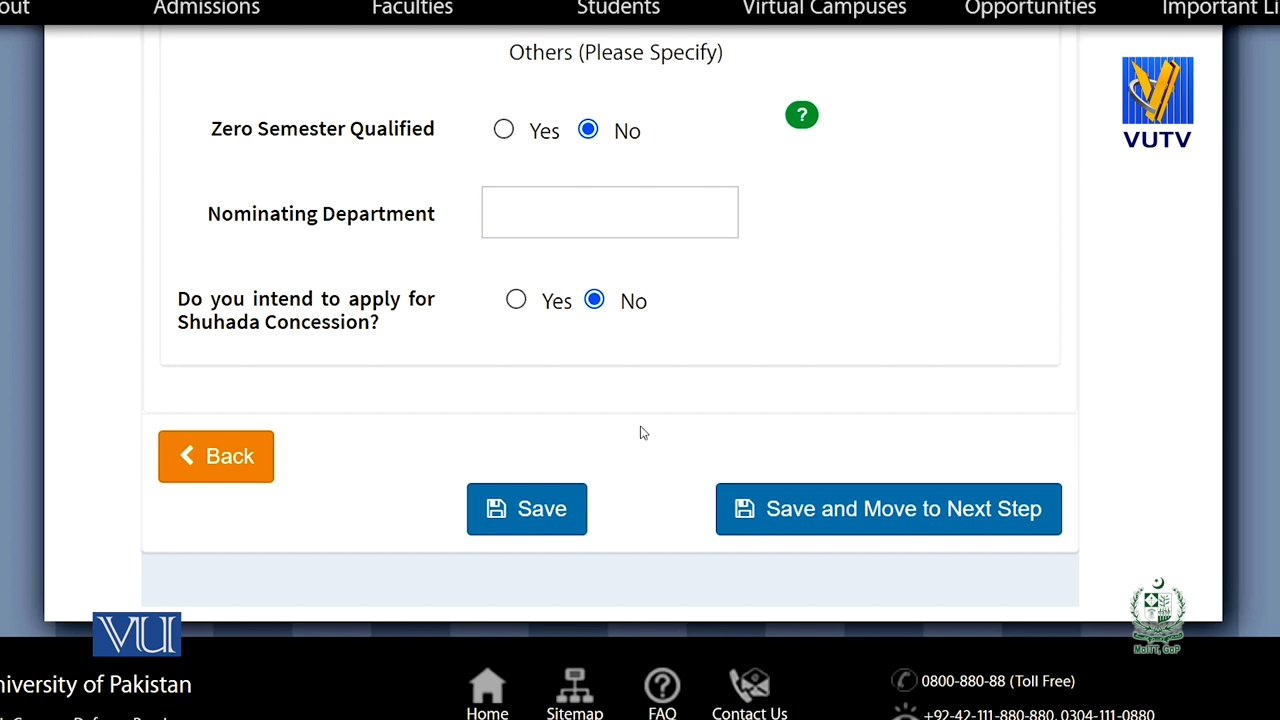 out Admissions Faculties Students Virtual Campuses Opportunities Important Li
Others (Please Specify)
Zero Semester Qualified Yes No ?
VUTV
Nominating Department
Do you intend to apply for
Shuhada Concession? Yes No
Back
Save Save and Move to Next Step
VU
MoITT, GoP
niversity of Pakistan
Home Sitemap FAQ Contact Us
0800-880-88 (Toll Free)
+92-42-111-880-880, 0304-111-0880